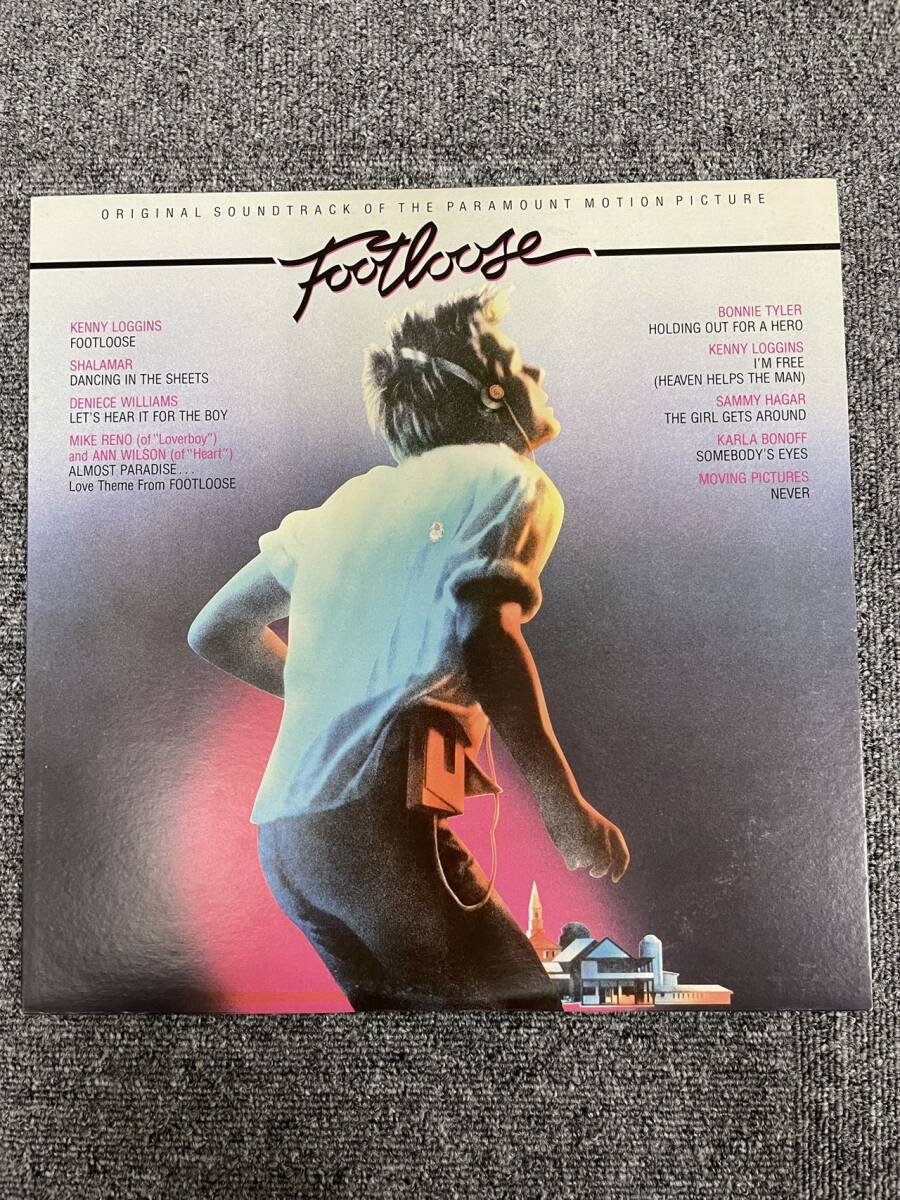 ORIGINAL SOUNDTRACK OF THE PARAMOUNT MOTION PICTURE
Footloose
KENNY LOGGINS
FOOTLOOSE
SHALAMAR
DANCING IN THE SHEETS
DENIECE WILLIAMS
LET'S HEAR IT FOR THE BOY
MIKE RENO (of "Loverboy")
and ANN WILSON (of "Heart")
ALMOST PARADISE...
Love Theme From FOOTLOOSE
BONNIE TYLER
HOLDING OUT FOR A HERO
KENNY LOGGINS
I'M FREE
(HEAVEN HELPS THE MAN)
SAMMY HAGAR
THE GIRL GETS AROUND
KARLA BONOFF
SOMEBODY'S EYES
MOVING PICTURES
NEVER